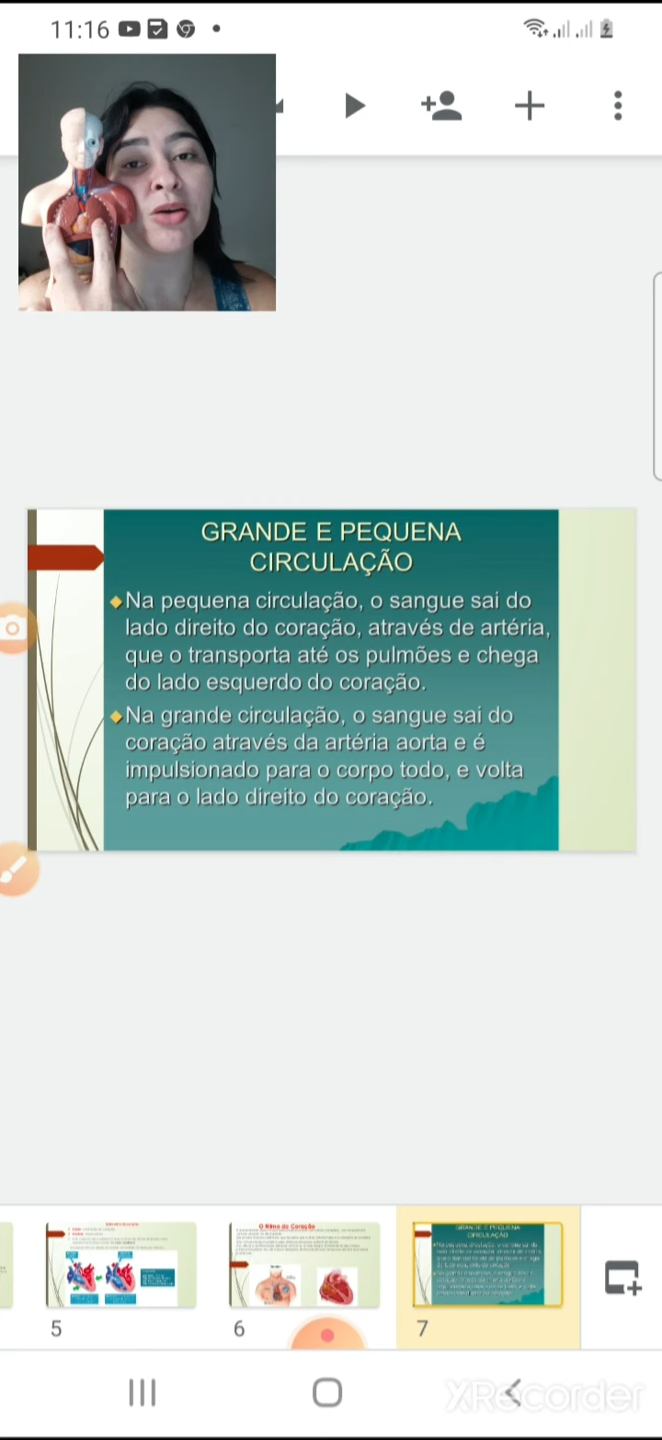 11:16
GRANDE E PEQUENA
CIRCULAÇÃO
Na pequena circulação, o sangue sai do
lado direito do coração, através de artéria,
que o transporta até os pulmões e chega
do lado esquerdo do coração.
Na grande circulação, o sangue sai do
coração através da artéria aorta e é
impulsionado para o corpo todo, e volta
para o lado direito do coração.
O Ritmo do Coração
GRANDE E PEQUENA
CIRCULAÇÃO
5
6
7
XRecorder